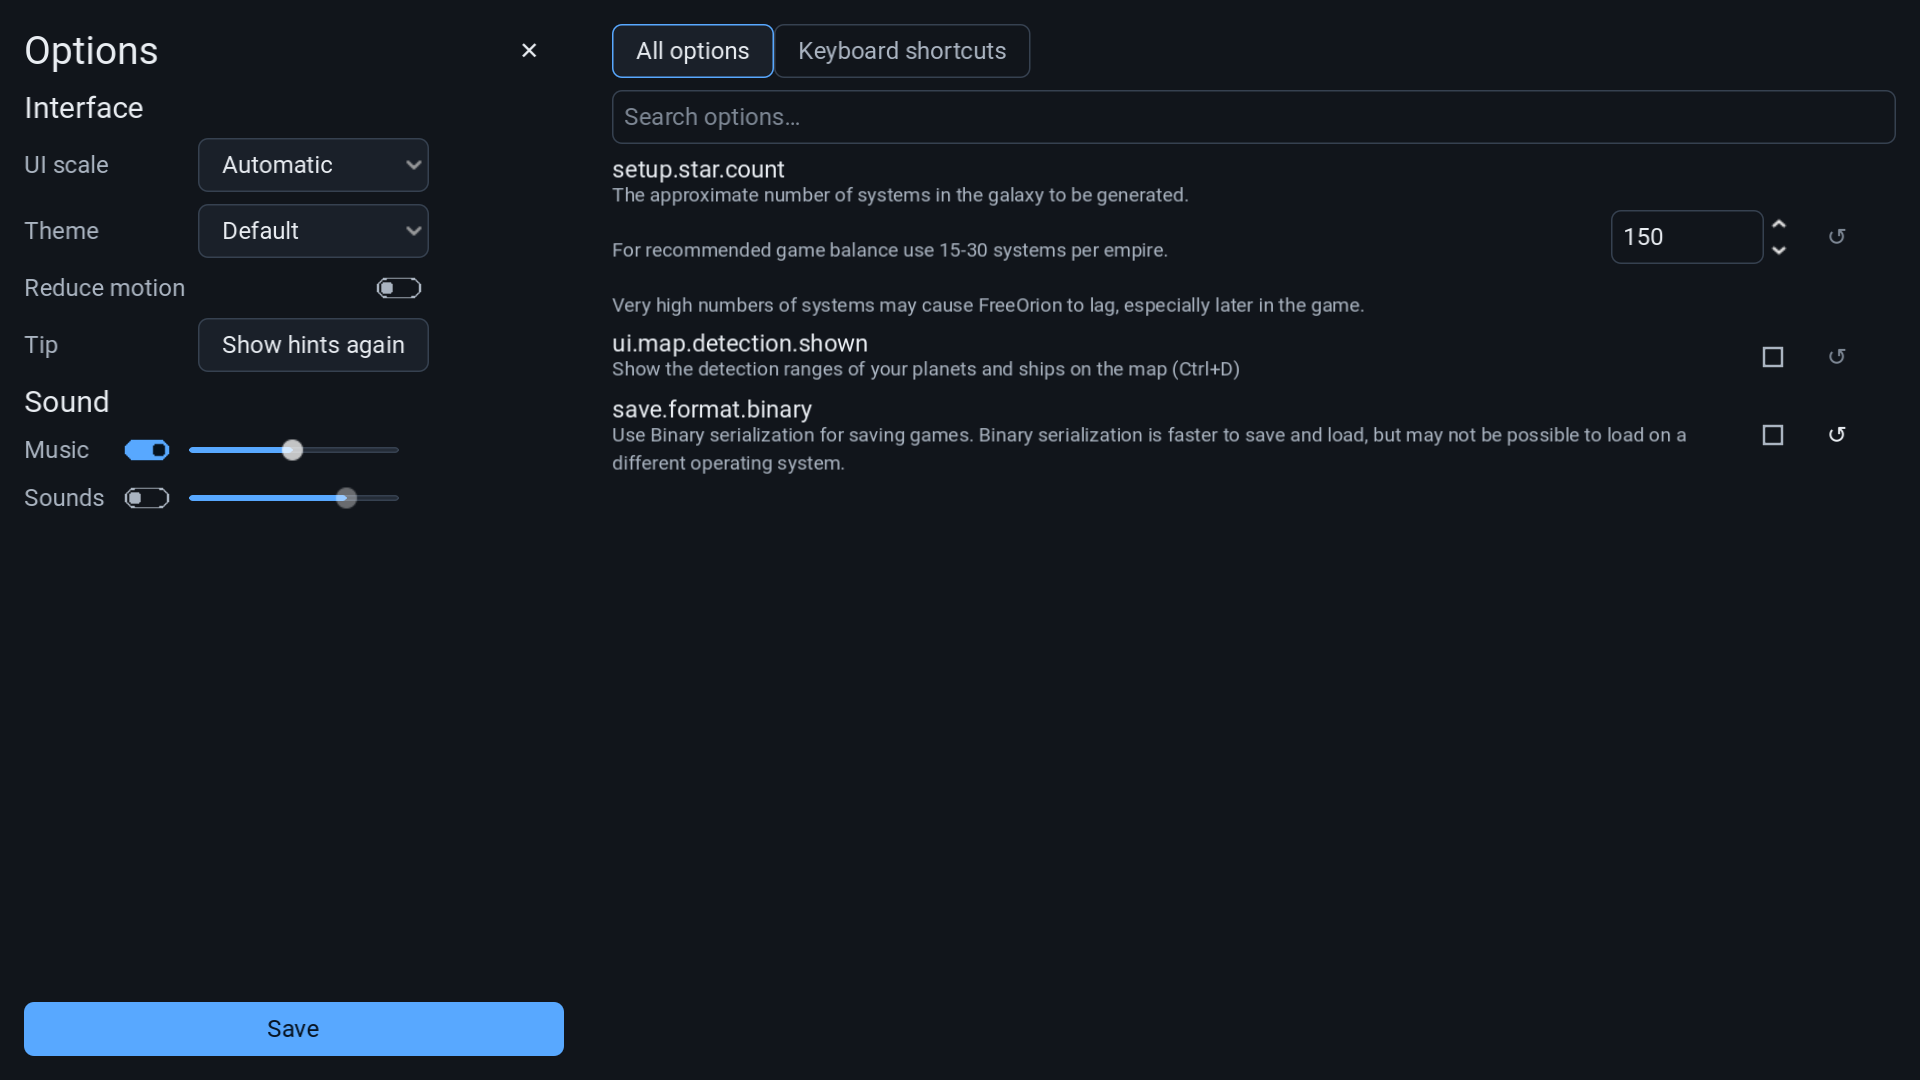 Options
Interface
UI scale
Automatic
Theme
Default
Reduce motion
Tip
Show hints again
Sound
Music
Sounds
Save
All options
Keyboard shortcuts
Search options…
setup.star.count
The approximate number of systems in the galaxy to be generated.
For recommended game balance use 15-30 systems per empire.
Very high numbers of systems may cause FreeOrion to lag, especially later in the game.
150
ui.map.detection.shown
Show the detection ranges of your planets and ships on the map (Ctrl+D)
save.format.binary
Use Binary serialization for saving games. Binary serialization is faster to save and load, but may not be possible to load on a
different operating system.